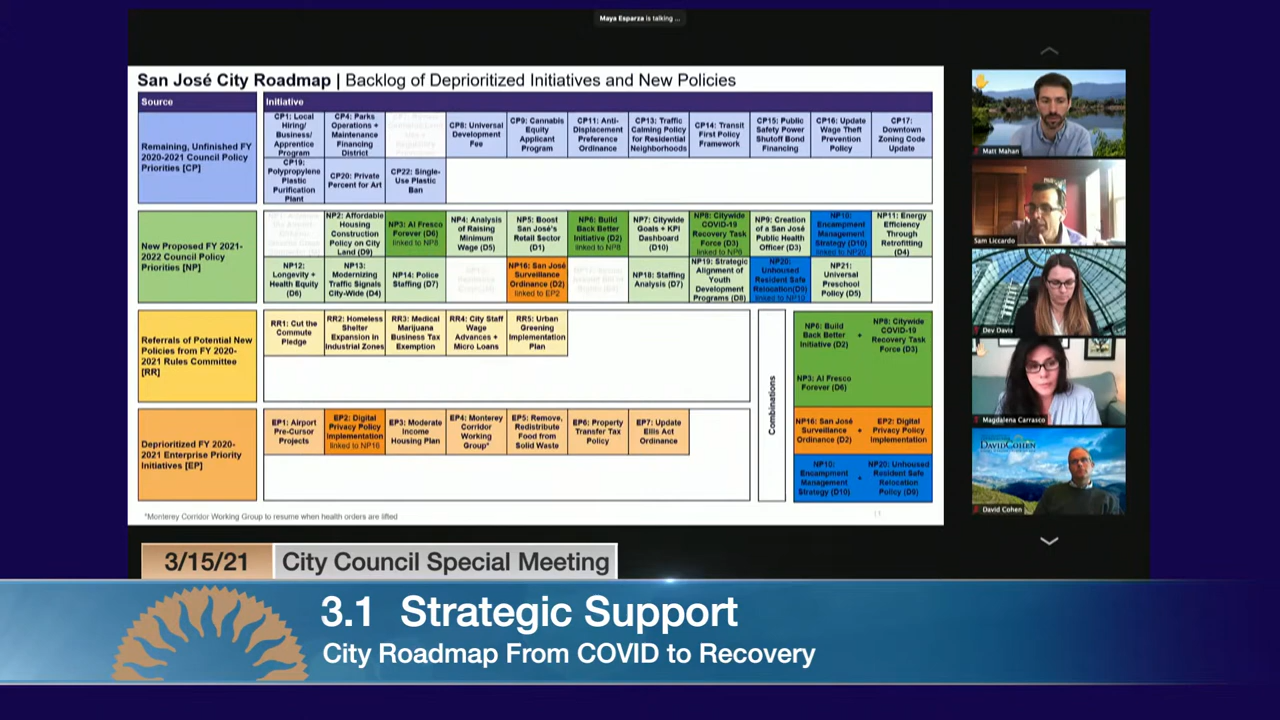 Maya Esparza is talking ...
San José City Roadmap | Backlog of Deprioritized Initiatives and New Policies
Source
Initiative
Remaining, Unfinished FY
2020-2021 Council Policy
Priorities [CP]
CP1: Local
Hiring/
Business/
Apprentice
Program
CP4: Parks
Operations +
Maintenance
Financing
District
CP8: Universal
Development
Fee
CP9: Cannabis
Equity
Applicant
Program
CP11: Anti-
Displacement
Preference
Ordinance
CP13: Traffic
Calming Policy
for Residential
Neighborhoods
CP14: Transit
First Policy
Framework
CP15: Public
Safety Power
Shutoff Bond
Financing
CP16: Update
Wage Theft
Prevention
Policy
CP17:
Downtown
Zoning Code
Update
CP19:
Polypropylene
Plastic
Purification
Plant
CP20: Private
Percent for Art
CP22: Single-
Use Plastic
Ban
New Proposed FY 2021-
2022 Council Policy
Priorities [NP]
NP2: Affordable
Housing
Construction
Policy on City
Land (D9)
NP3: Al Fresco
Forever (D6)
linked to NP8
NP4: Analysis
of Raising
Minimum
Wage (D5)
NP5: Boost
San José's
Retail Sector
(D1)
NP6: Build
Back Better
Initiative (D2)
linked to NP8
NP7: Citywide
Goals + KPI
Dashboard
(D10)
NP8: Citywide
COVID-19
Recovery Task
Force (D3)
linked to NP6
NP9: Creation
of a San José
Public Health
Officer (D3)
NP10:
Encampment
Management
Strategy (D10)
linked to NP20
NP11: Energy
Efficiency
Through
Retrofitting
(D4)
NP12:
Longevity +
Health Equity
(D6)
NP13:
Modernizing
Traffic Signals
City-Wide (D4)
NP14: Police
Staffing (D7)
NP16: San José
Surveillance
Ordinance (D2)
linked to EP2
NP18: Staffing
Analysis (D7)
NP19: Strategic
Alignment of
Youth
Development
Programs (D8)
NP20:
Unhoused
Resident Safe
Relocation(D9)
linked to NP10
NP21:
Universal
Preschool
Policy (D5)
Referrals of Potential New
Policies from FY 2020-
2021 Rules Committee
[RR]
RR1: Cut the
Commute
Pledge
RR2: Homeless
Shelter
Expansion in
Industrial Zones
RR3: Medical
Marijuana
Business Tax
Exemption
RR4: City Staff
Wage
Advances +
Micro Loans
RR5: Urban
Greening
Implementation
Plan
Deprioritized FY 2020-
2021 Enterprise Priority
Initiatives [EP]
EP1: Airport
Pre-Cursor
Projects
EP2: Digital
Privacy Policy
Implementation
linked to NP16
EP3: Moderate
Income
Housing Plan
EP4: Monterey
Corridor
Working
Group*
EP5: Remove,
Redistribute
Food from
Solid Waste
EP6: Property
Transfer Tax
Policy
EP7: Update
Ellis Act
Ordinance
Combinations
NP6: Build
Back Better
Initiative (D2)
+
NP8: Citywide
COVID-19
Recovery Task
Force (D3)
NP3: Al Fresco
Forever (D6)
NP16: San José
Surveillance
Ordinance (D2)
+
EP2: Digital
Privacy Policy
Implementation
NP10:
Encampment
Management
Strategy (D10)
+
NP20: Unhoused
Resident Safe
Relocation
Policy (D9)
*Monterey Corridor Working Group to resume when health orders are lifted
Matt Mahan
Sam Liccardo
Dev Davis
Magdalena Carrasco
DAVIDCOHEN
David Cohen
3/15/21
City Council Special Meeting
3.1 Strategic Support
City Roadmap From COVID to Recovery